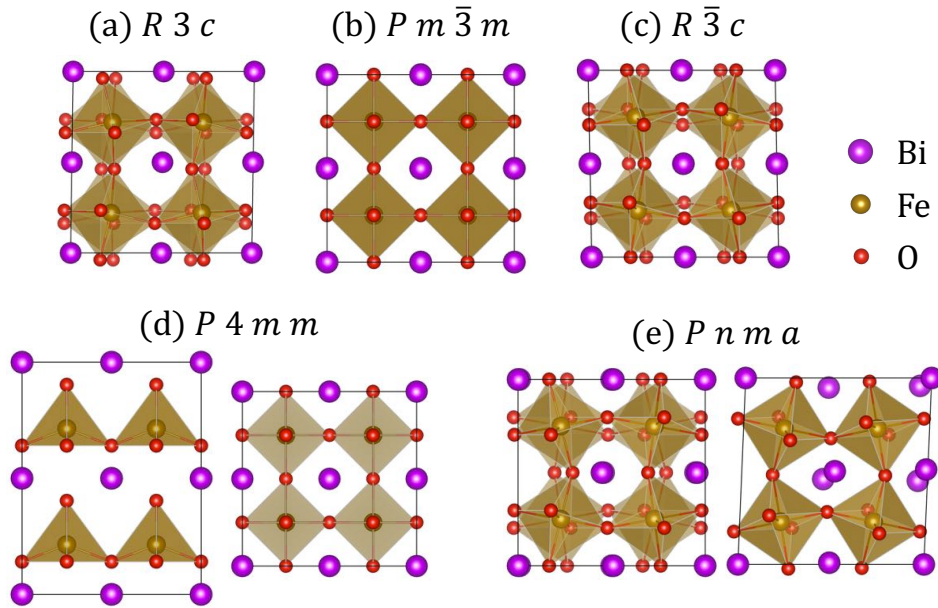 (a) R 3 c
(b) P m 3̅ m
(c) R 3̅ c
Bi
Fe
O
(d) P 4 m m
(e) P n m a